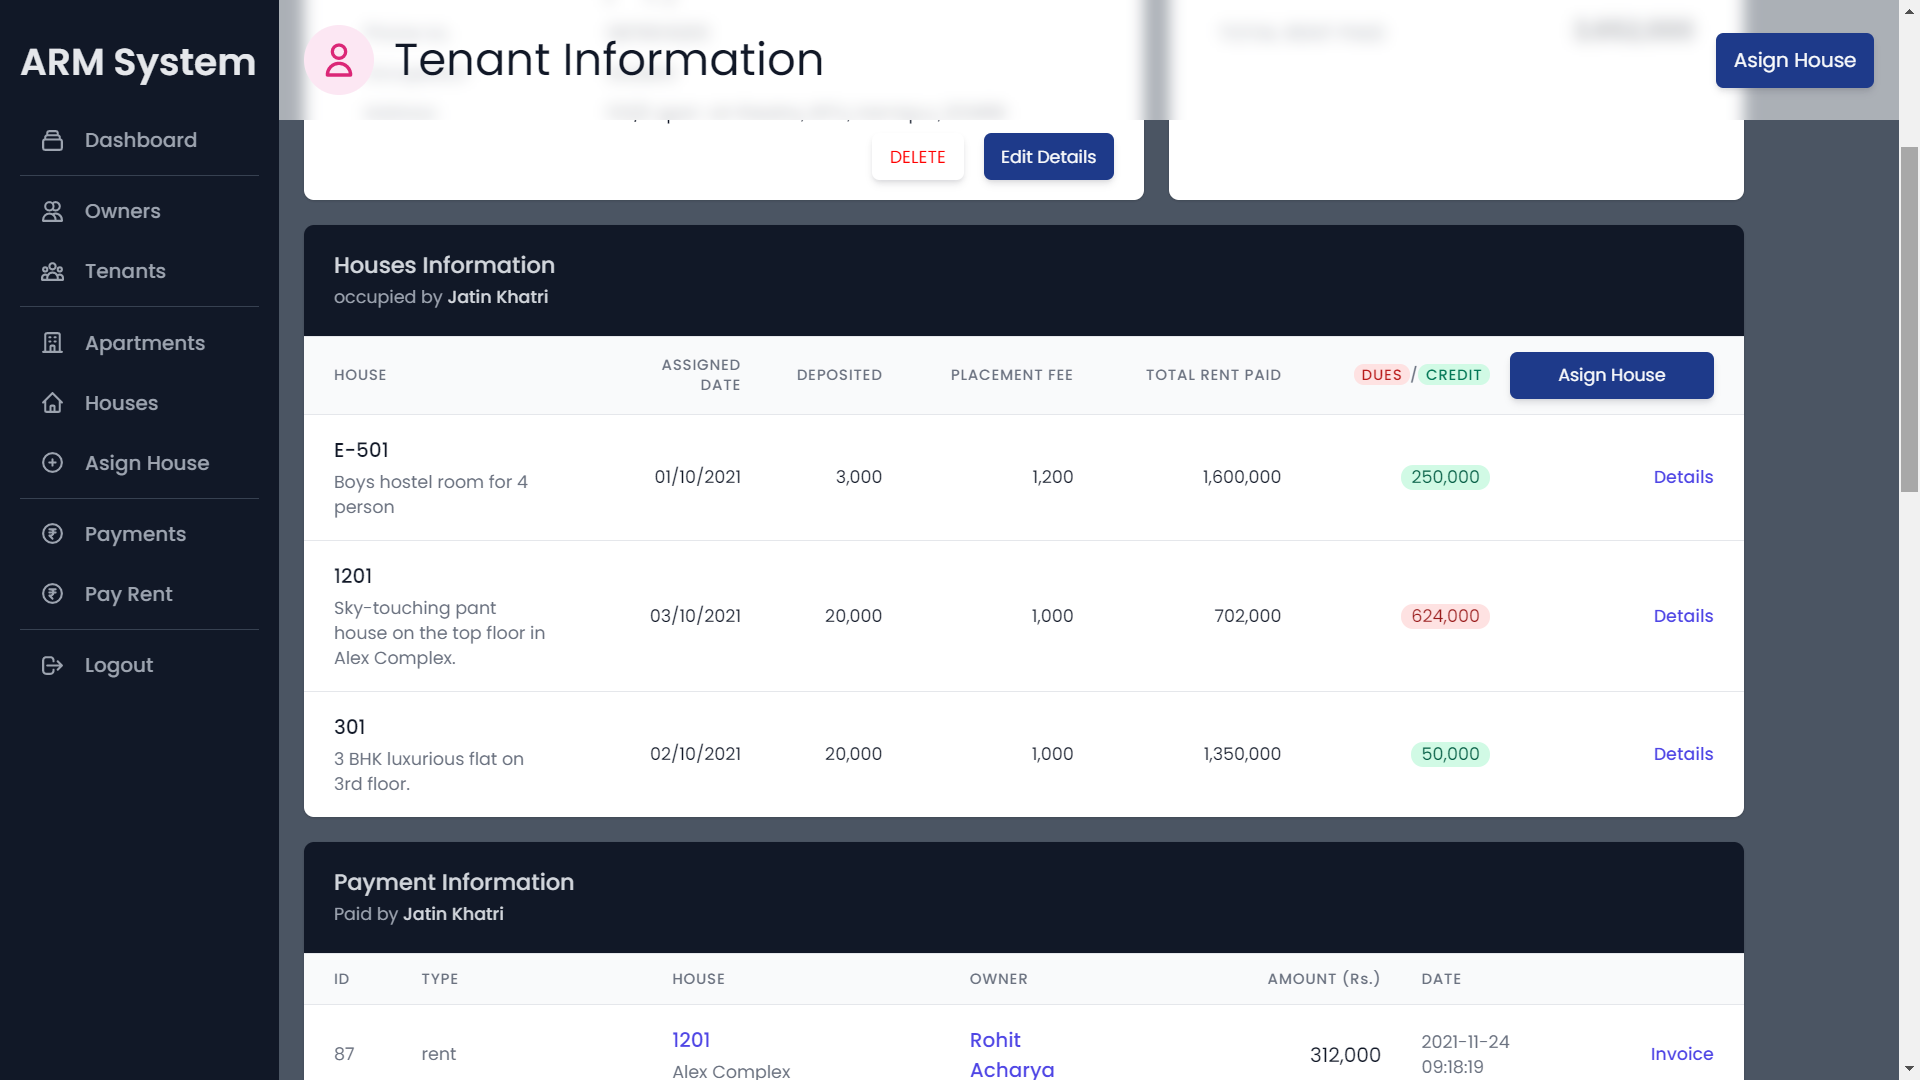 ARM System
Dashboard
Owners
Tenants
Apartments
Houses
Asign House
Payments
Pay Rent
Logout
Tenant Information
Asign House
DELETE
Edit Details
Houses Information
occupied by Jatin Khatri
HOUSE
ASSIGNED
DATE
DEPOSITED
PLACEMENT FEE
TOTAL RENT PAID
DUES / CREDIT
Asign House
E-501
Boys hostel room for 4
person
01/10/2021
3,000
1,200
1,600,000
250,000
Details
1201
Sky-touching pant
house on the top floor in
Alex Complex.
03/10/2021
20,000
1,000
702,000
624,000
Details
301
3 BHK luxurious flat on
3rd floor.
02/10/2021
20,000
1,000
1,350,000
50,000
Details
Payment Information
Paid by Jatin Khatri
ID
TYPE
HOUSE
OWNER
AMOUNT (Rs.)
DATE
87
rent
1201
Alex Complex
Rohit
Acharya
312,000
2021-11-24
09:18:19
Invoice